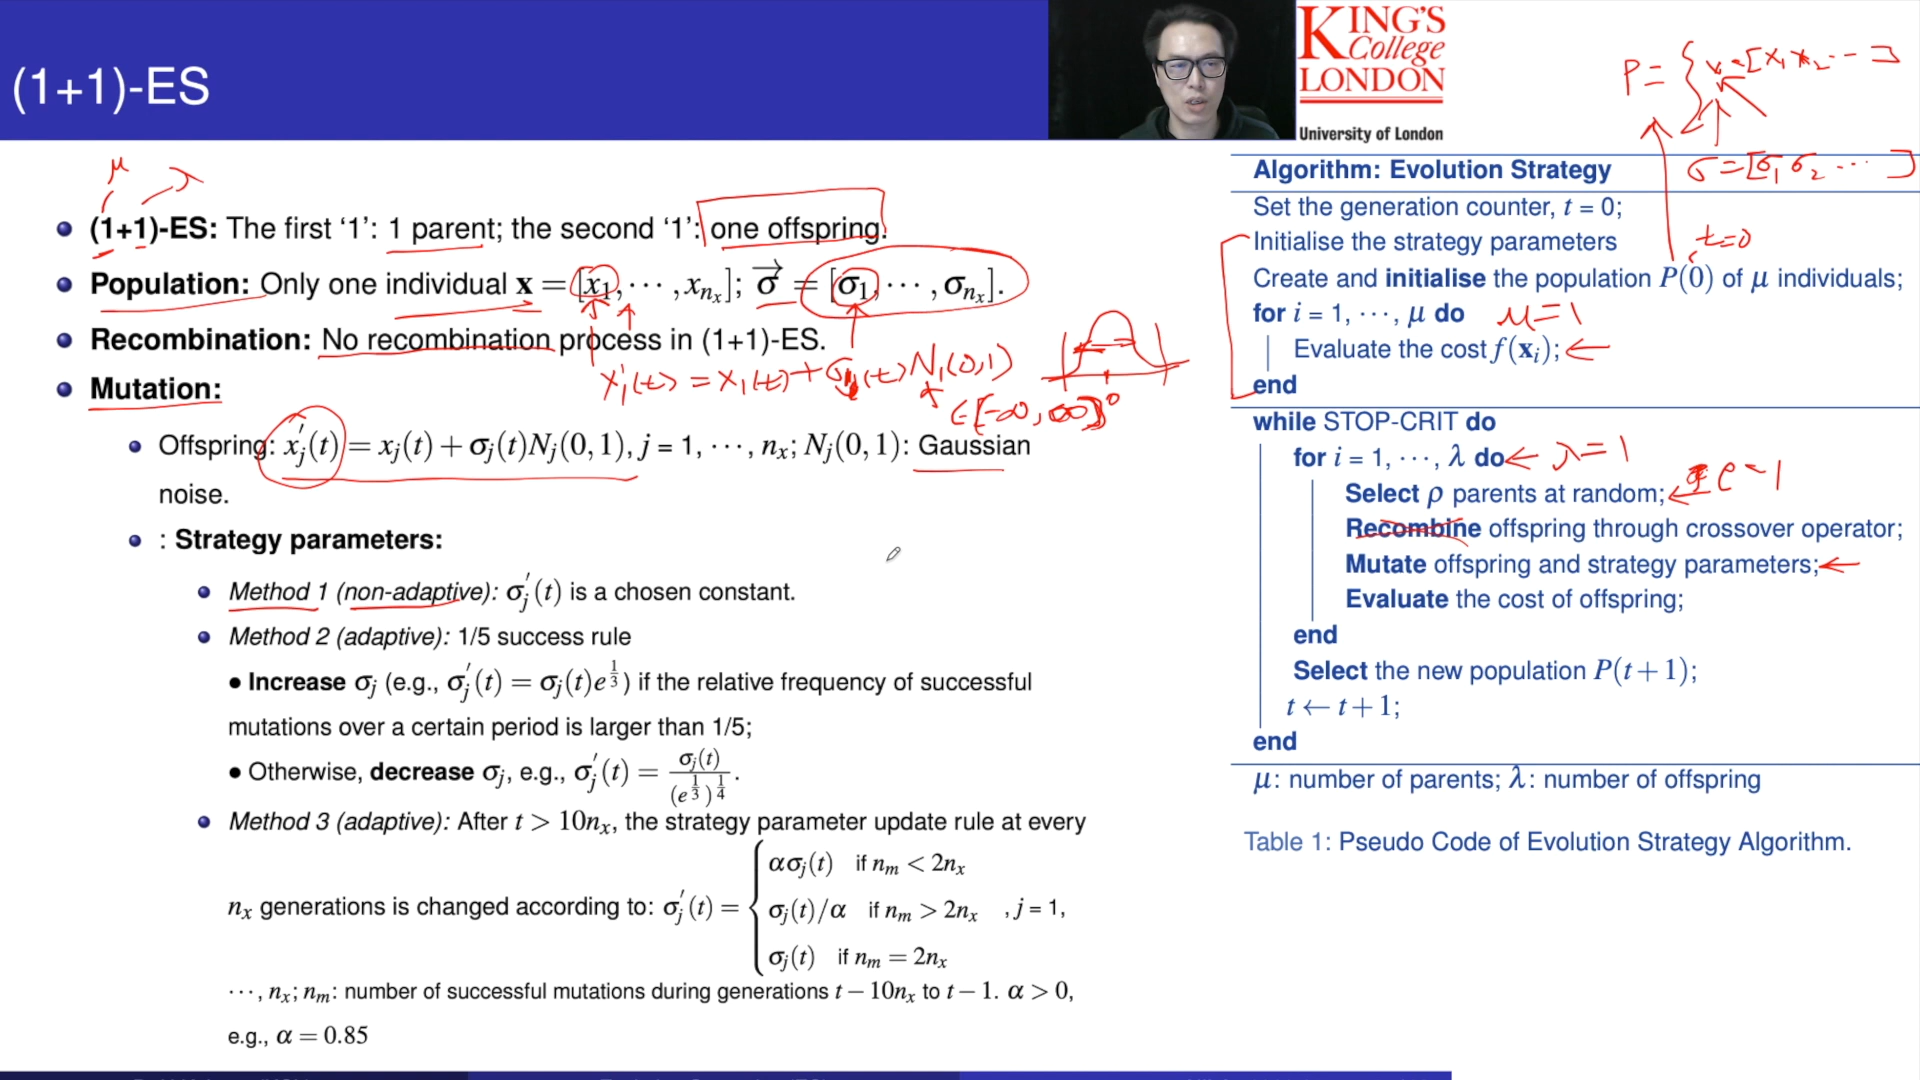 (1+1)-ES
KING'S
College
LONDON
University of London
P = { x = [x₁ x₂ ⋯ ]
σ = [σ₁ σ₂ ⋯ ]
t=0
μ λ
(1+1)-ES: The first ‘1’: 1 parent; the second ‘1’: one offspring.
Population: Only one individual x = [x₁, ⋯ , xₙₓ]; σ⃗ = [σ₁, ⋯ , σₙₓ].
Recombination: No recombination process in (1+1)-ES.
x₁′(t) = x₁(t) + σ₁(t) N₁(0,1)
∈ [-∞, ∞]
0
Mutation:
Offspring: xⱼ′(t) = xⱼ(t) + σⱼ(t)Nⱼ(0, 1), j = 1, ⋯ , nₓ; Nⱼ(0, 1): Gaussian
noise.
: Strategy parameters:
Method 1 (non-adaptive): σⱼ′(t) is a chosen constant.
Method 2 (adaptive): 1/5 success rule
● Increase σⱼ (e.g., σⱼ′(t) = σⱼ(t)e^{1/3}) if the relative frequency of successful
mutations over a certain period is larger than 1/5;
● Otherwise, decrease σⱼ, e.g., σⱼ′(t) = σⱼ(t) / (e^{1/3})^{1/4}.
Method 3 (adaptive): After t > 10nₓ, the strategy parameter update rule at every
nₓ generations is changed according to: σⱼ′(t) = { ασⱼ(t) if nₘ < 2nₓ
σⱼ(t)/α if nₘ > 2nₓ , j = 1,
σⱼ(t) if nₘ = 2nₓ
⋯ , nₓ; nₘ: number of successful mutations during generations t − 10nₓ to t − 1. α > 0,
e.g., α = 0.85
Algorithm: Evolution Strategy
Set the generation counter, t = 0;
Initialise the strategy parameters
Create and initialise the population P(0) of μ individuals;
for i = 1, ⋯ , μ do μ=1
Evaluate the cost f(xᵢ);
end
while STOP-CRIT do
for i = 1, ⋯ , λ do λ=1
Select ρ parents at random; ρ=1
Recombine offspring through crossover operator;
Mutate offspring and strategy parameters;
Evaluate the cost of offspring;
end
Select the new population P(t + 1);
t ← t + 1;
end
μ: number of parents; λ: number of offspring
Table 1: Pseudo Code of Evolution Strategy Algorithm.